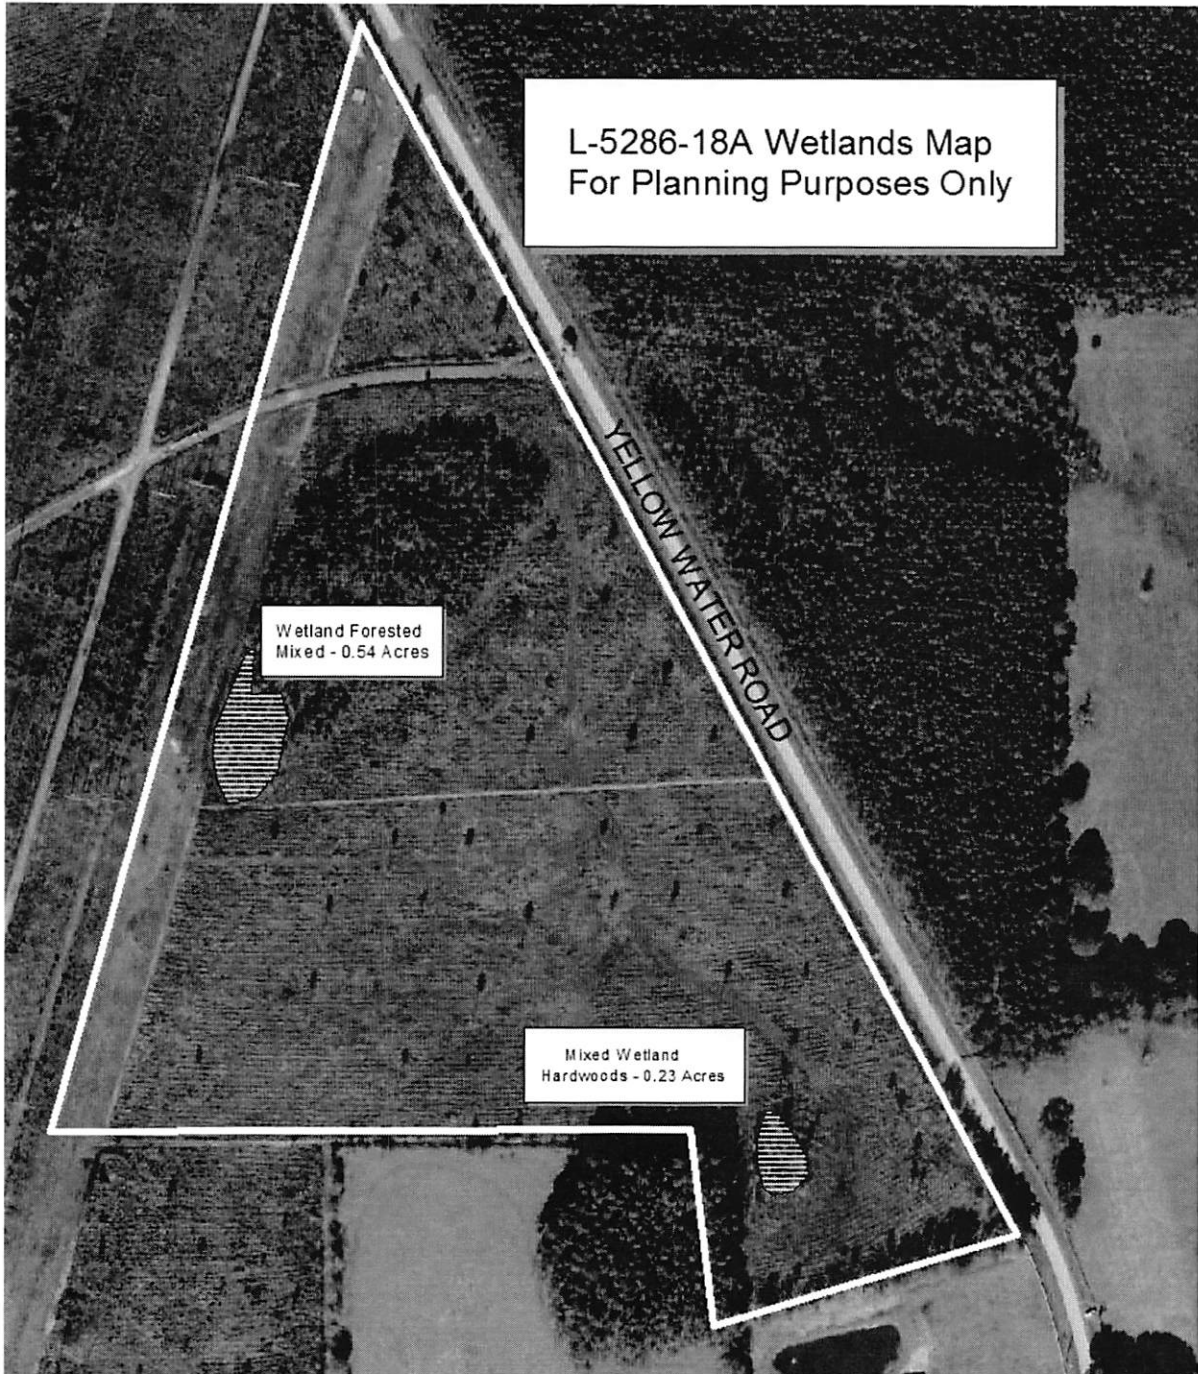 L-5286-18A Wetlands Map
For Planning Purposes Only
YELLOW WATER ROAD
Wetland Forested
Mixed - 0.54 Acres
Mixed Wetland
Hardwoods - 0.23 Acres